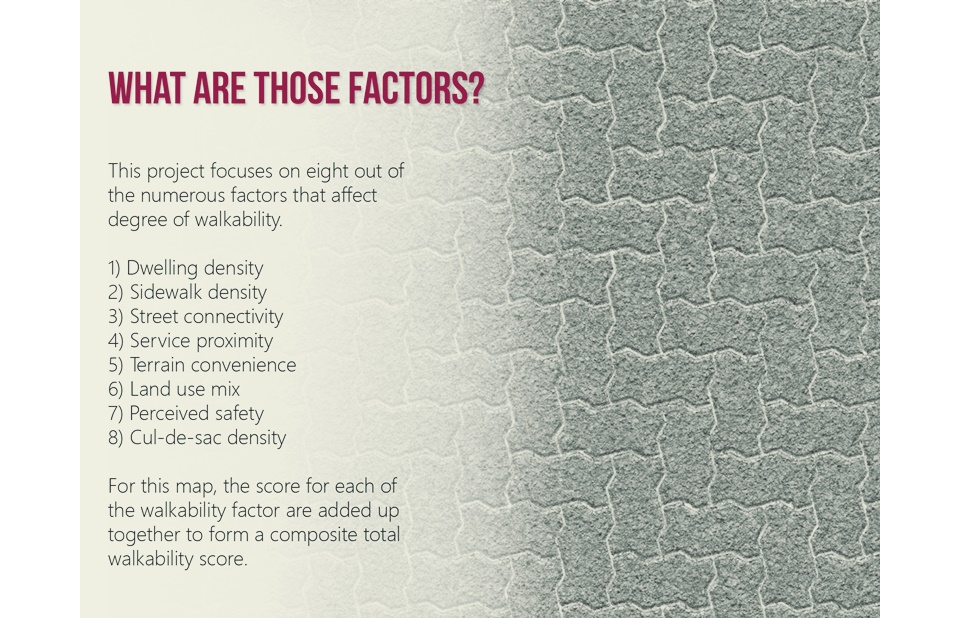 WHAT ARE THOSE FACTORS?
This project focuses on eight out of
the numerous factors that affect
degree of walkability.
1) Dwelling density
2) Sidewalk density
3) Street connectivity
4) Service proximity
5) Terrain convenience
6) Land use mix
7) Perceived safety
8) Cul-de-sac density
For this map, the score for each of
the walkability factor are added up
together to form a composite total
walkability score.